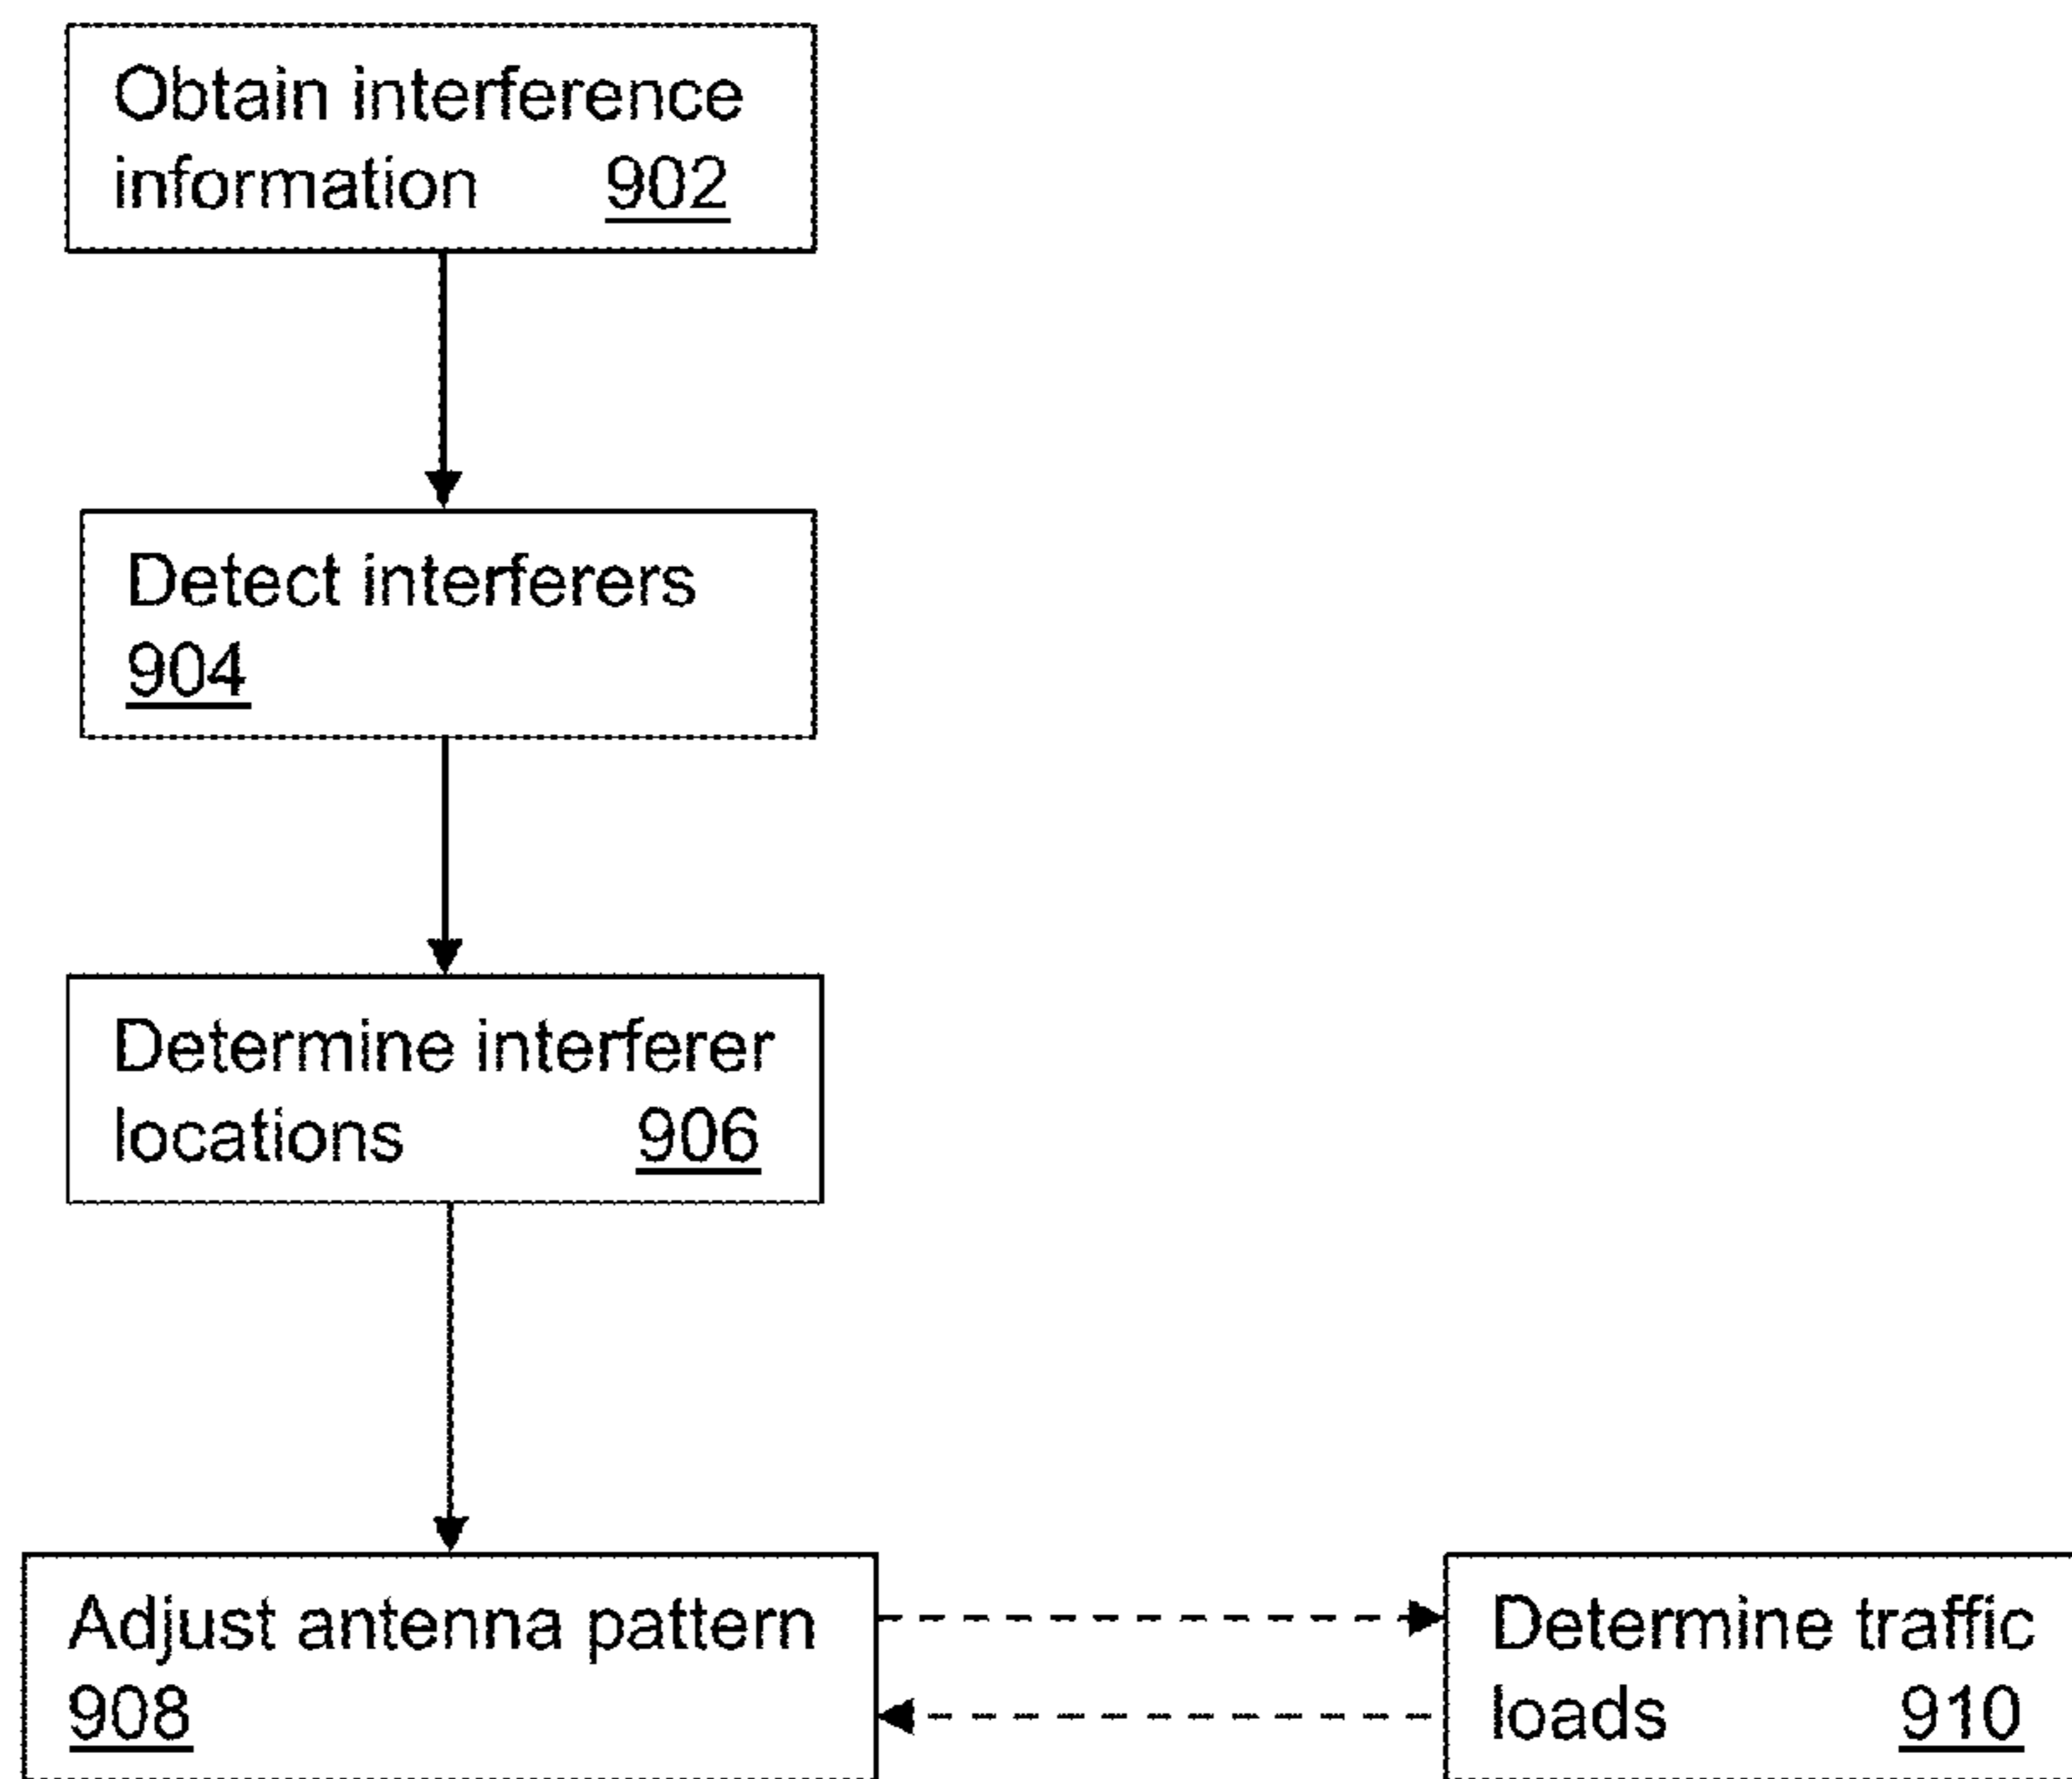 Obtain interference
information 902
Detect interferers
904
Determine interferer
locations 906
Adjust antenna pattern
908
Determine traffic
loads 910